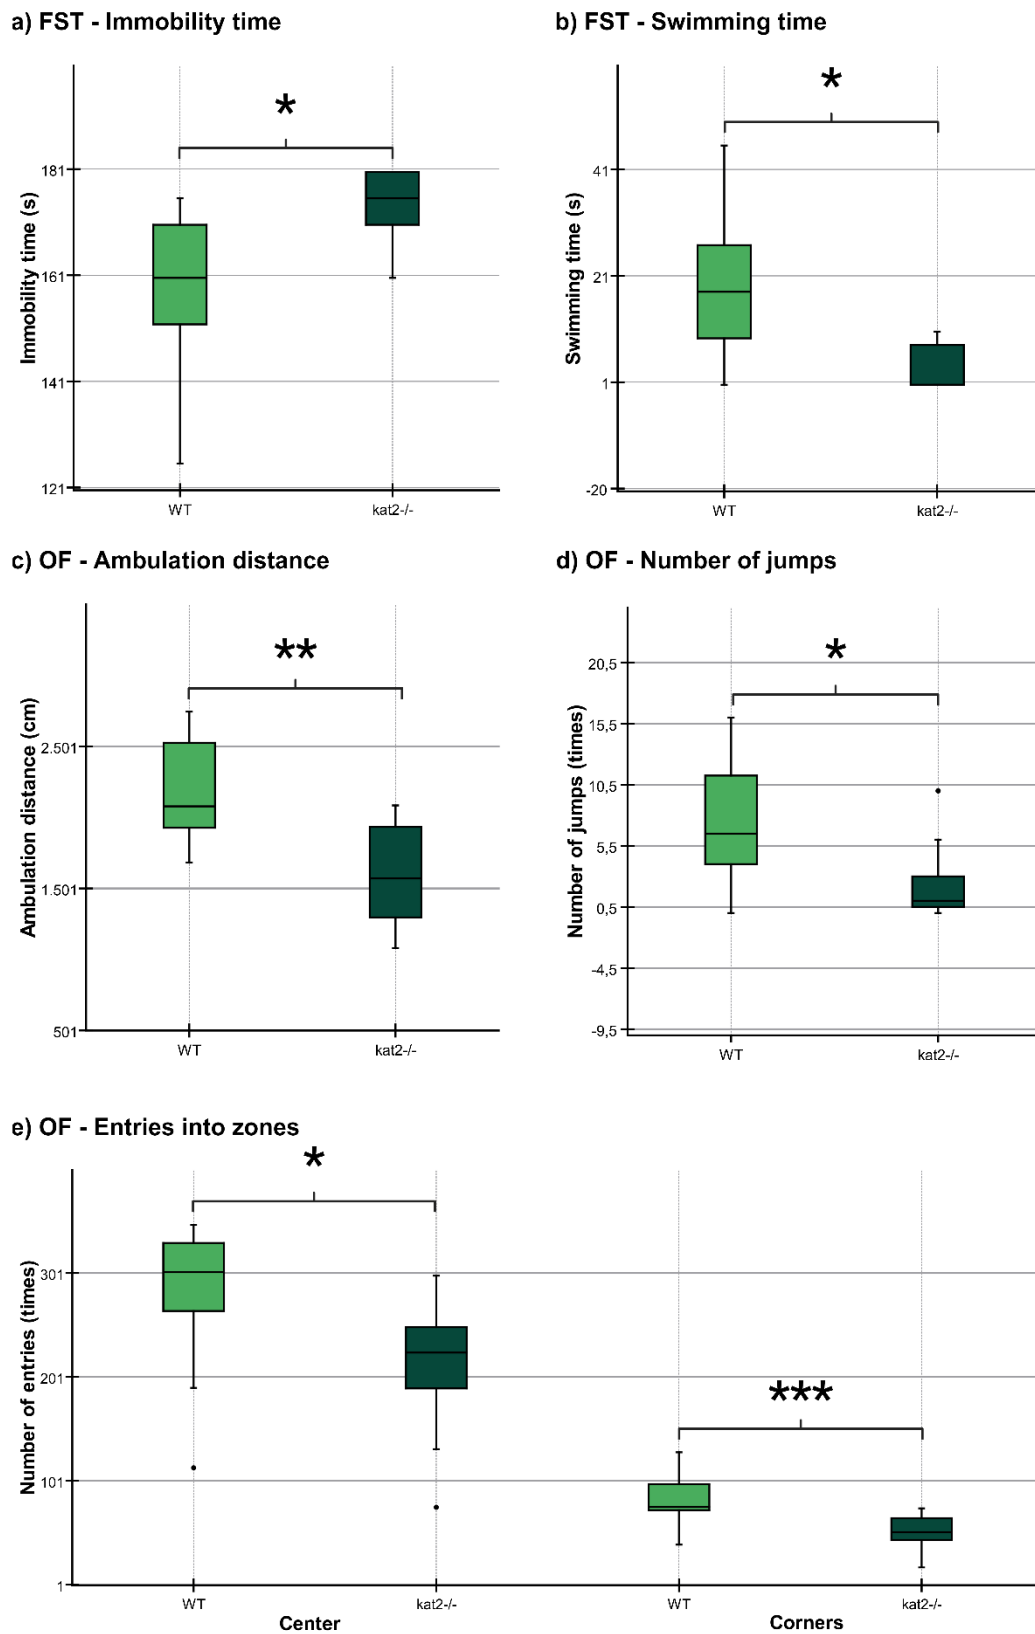 a) FST - Immobility time
*
Immobility time (s)
181
161
141
121
WT
kat2-/-
b) FST - Swimming time
*
Swimming time (s)
41
21
1
-20
WT
kat2-/-
c) OF - Ambulation distance
**
Ambulation distance (cm)
2.501
1.501
501
WT
kat2-/-
d) OF - Number of jumps
*
Number of jumps (times)
20,5
15,5
10,5
5,5
0,5
-4,5
-9,5
WT
kat2-/-
e) OF - Entries into zones
*
***
Number of entries (times)
301
201
101
1
WT
kat2-/-
WT
kat2-/-
Center
Corners